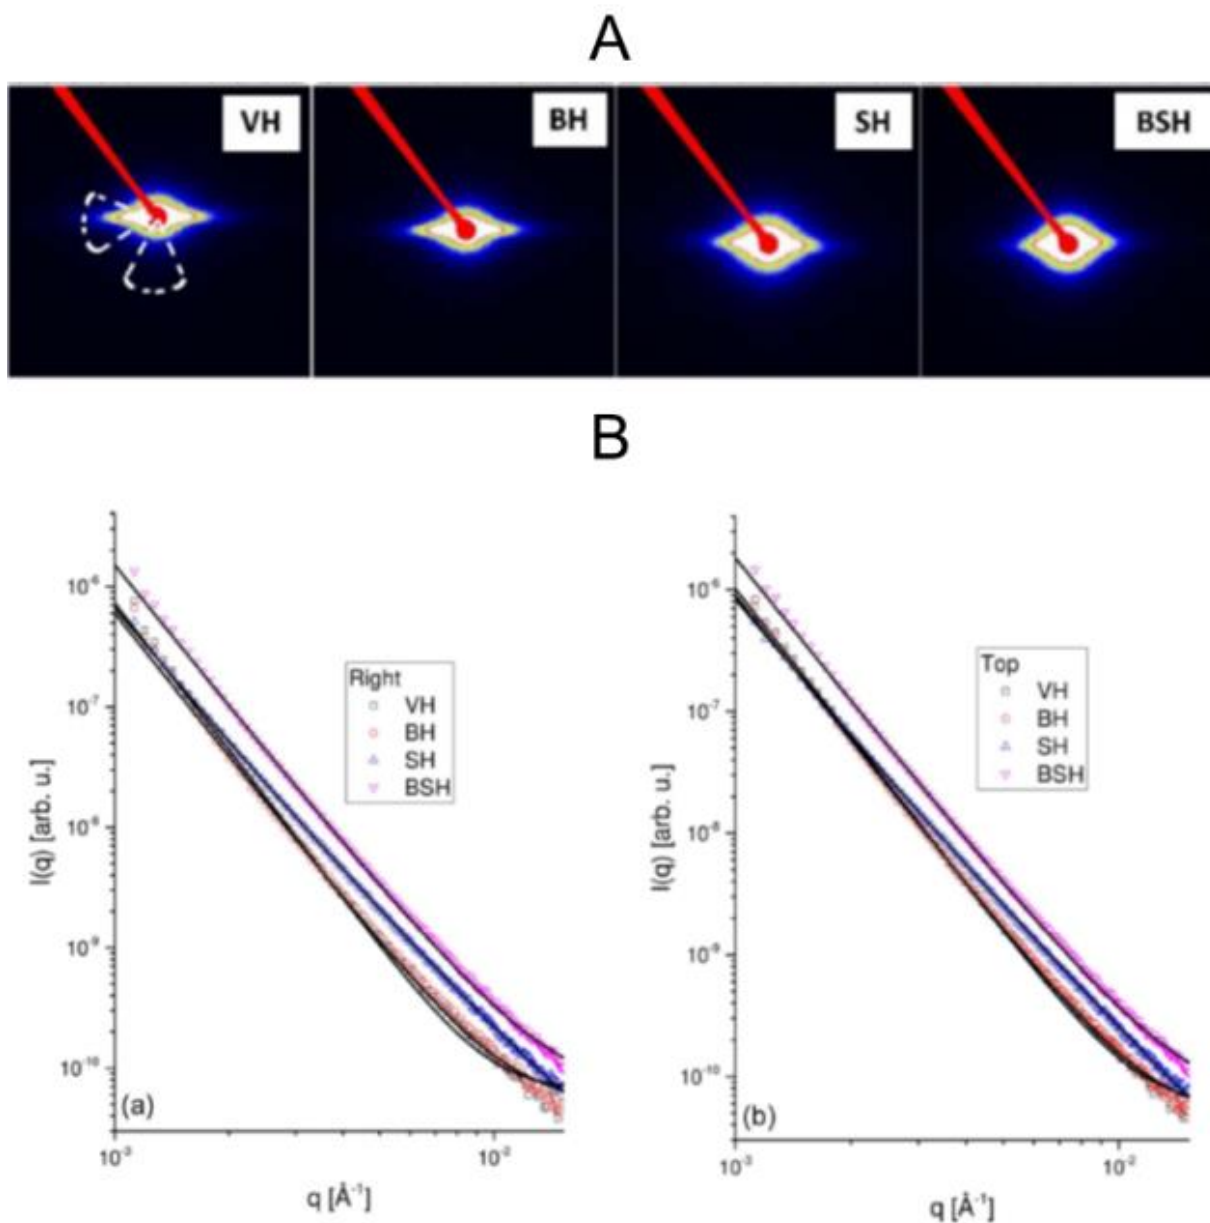 A
VH
BH
SH
BSH
B
10⁻⁶
10⁻⁷
10⁻⁸
10⁻⁹
10⁻¹⁰
I(q) [arb. u.]
Right
VH
BH
SH
BSH
(a)
10⁻³
10⁻²
q [Å⁻¹]
10⁻⁶
10⁻⁷
10⁻⁸
10⁻⁹
10⁻¹⁰
I(q) [arb. u.]
Top
VH
BH
SH
BSH
(b)
10⁻³
10⁻²
q [Å⁻¹]